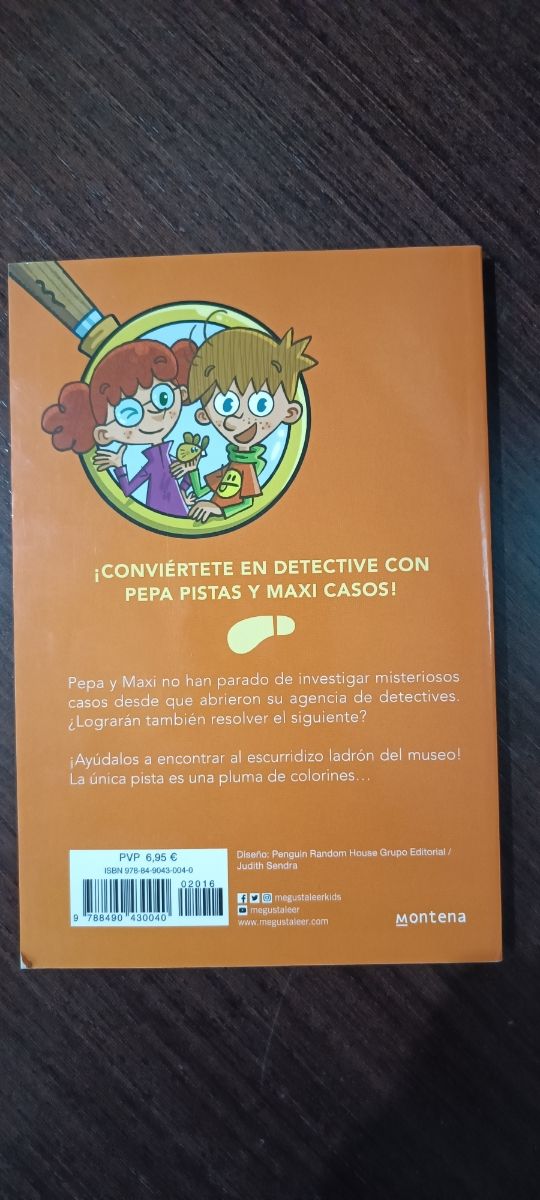 ¡CONVIÉRTETE EN DETECTIVE CON
PEPA PISTAS Y MAXI CASOS!
Pepa y Maxi no han parado de investigar misteriosos
casos desde que abrieron su agencia de detectives.
¿Lograrán también resolver el siguiente?
¡Ayúdalos a encontrar al escurridizo ladrón del museo!
La única pista es una pluma de colorines…
PVP 6,95 €
ISBN 978-84-9043-004-0
02016
9 788490 430040
Diseño: Penguin Random House Grupo Editorial /
Judith Sendra
megustaleerkids
megustaleer
www.megustaleer.com
Montena